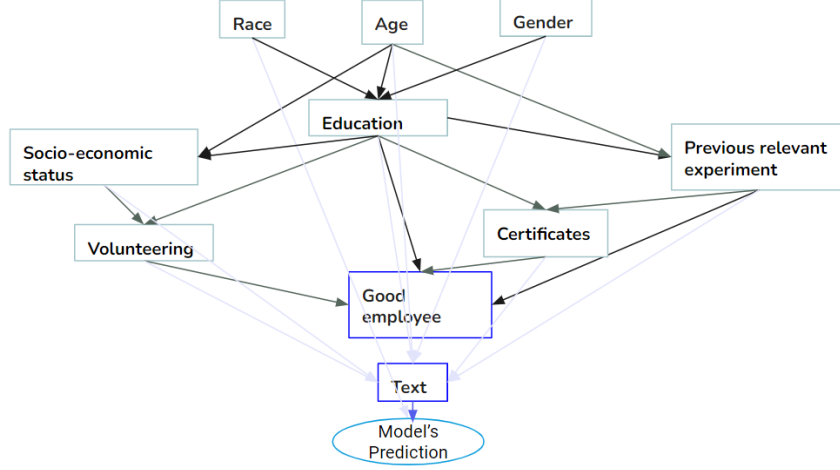 Race
Age
Gender
Education
Socio-economic
status
Previous relevant
experiment
Volunteering
Certificates
Good
employee
Text
Model's
Prediction